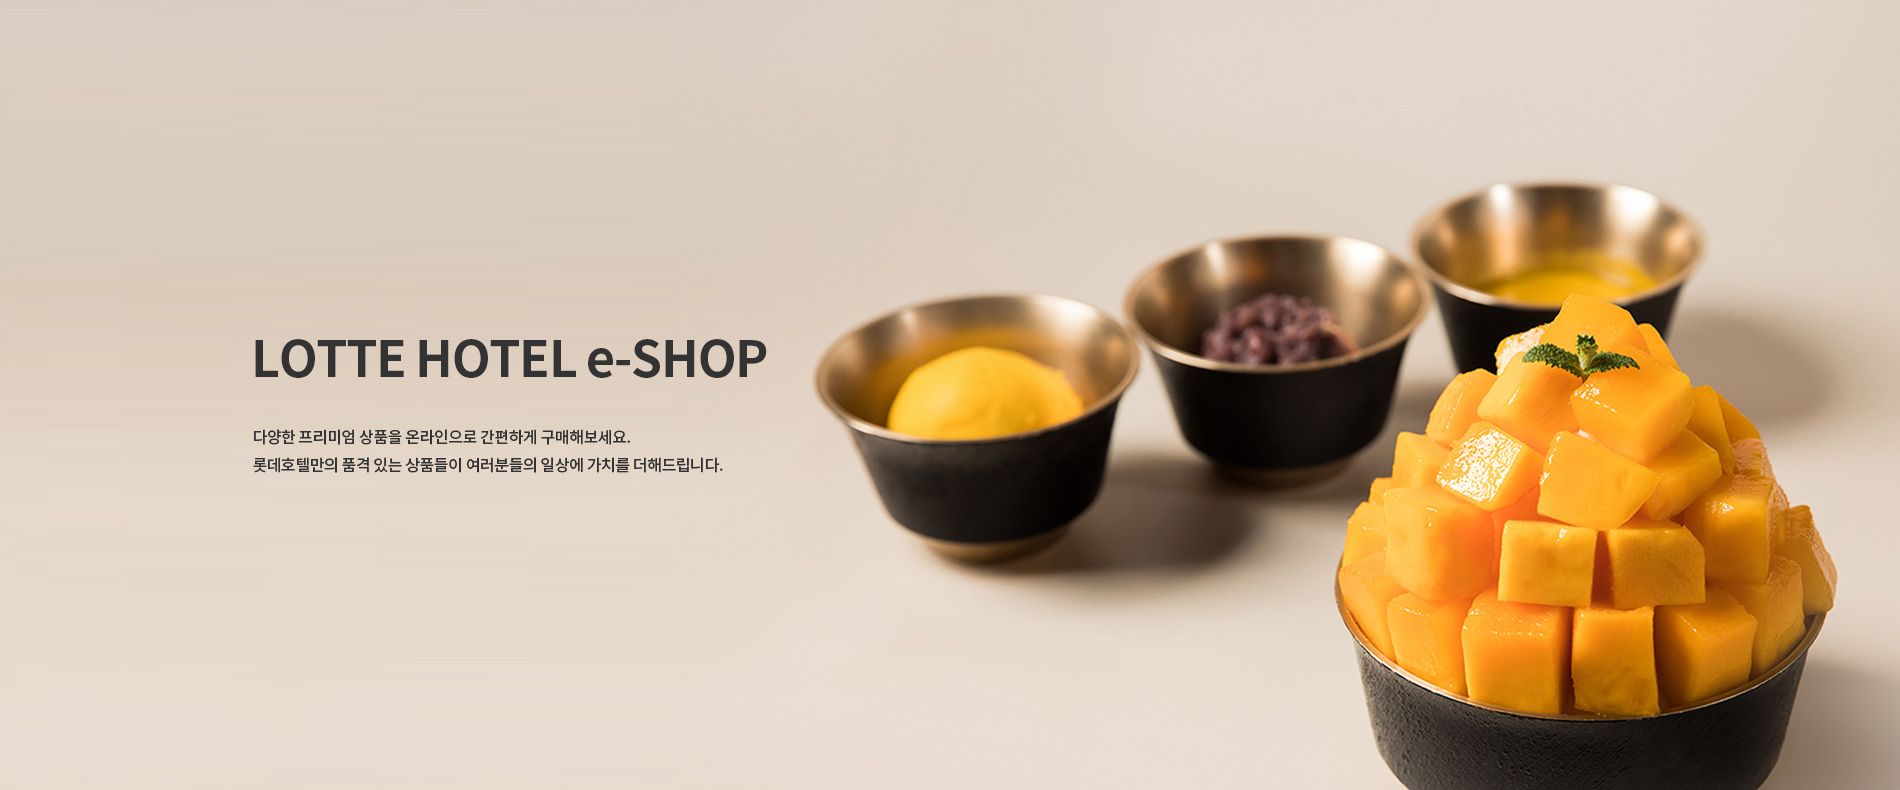 LOTTE HOTEL e-SHOP
다양한 프리미엄 상품을 온라인으로 간편하게 구매해보세요.
롯데호텔만의 품격 있는 상품들이 여러분들의 일상에 가치를 더해드립니다.